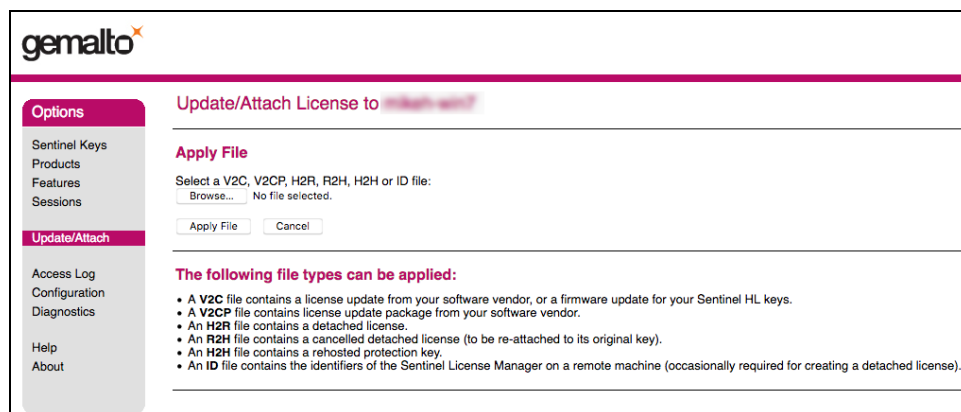 gemalto
Options
Sentinel Keys
Products
Features
Sessions
Update/Attach
Access Log
Configuration
Diagnostics
Help
About
Update/Attach License to
Apply File
Select a V2C, V2CP, H2R, R2H, H2H or ID file:
Browse... No file selected.
Apply File Cancel
The following file types can be applied:
• A V2C file contains a license update from your software vendor, or a firmware update for your Sentinel HL keys.
• A V2CP file contains license update package from your software vendor.
• An H2R file contains a detached license.
• An R2H file contains a cancelled detached license (to be re-attached to its original key).
• An H2H file contains a rehosted protection key.
• An ID file contains the identifiers of the Sentinel License Manager on a remote machine (occasionally required for creating a detached license).